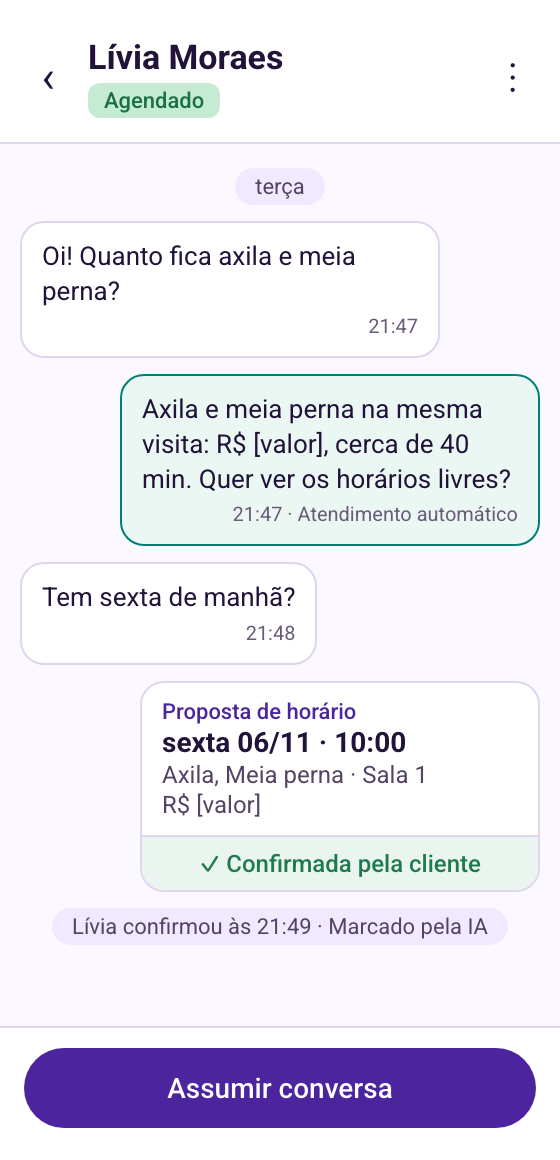 Lívia Moraes
Agendado
terça
Oi! Quanto fica axila e meia
perna?
21:47
Axila e meia perna na mesma
visita: R$ [valor], cerca de 40
min. Quer ver os horários livres?
21:47 · Atendimento automático
Tem sexta de manhã?
21:48
Proposta de horário
sexta 06/11 · 10:00
Axila, Meia perna · Sala 1
R$ [valor]
✓ Confirmada pela cliente
Lívia confirmou às 21:49 · Marcado pela IA
Assumir conversa